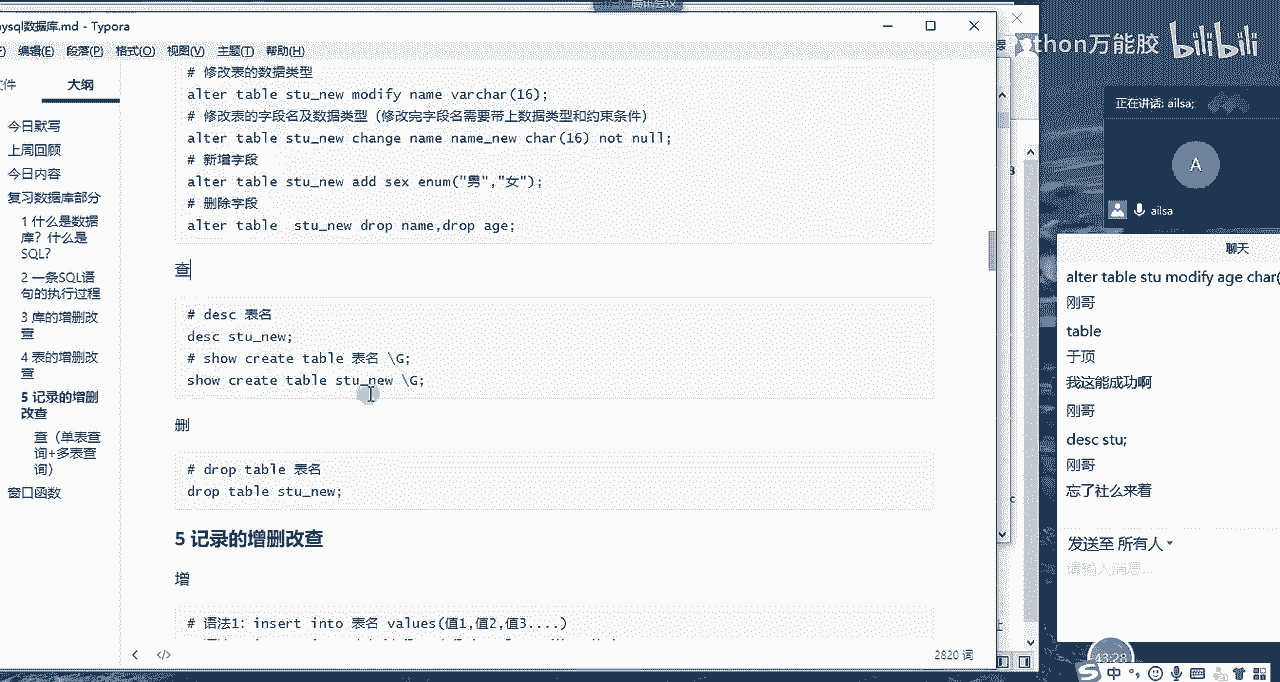 腾讯会议
ysql数据库.md - Typora
编辑(E) 段落(P) 格式(O) 视图(V) 主题(T) 帮助(H)
件
大纲
今日默写
上周回顾
今日内容
复习数据库部分
1 什么是数据
库？什么是
SQL?
2 一条SQL语
句的执行过程
3 库的增删改
查
4 表的增删改
查
5 记录的增删
改查
查（单表查
询+多表查
询）
窗口函数
# 修改表的数据类型
alter table stu_new modify name varchar(16);
# 修改表的字段名及数据类型（修改完字段名需要带上数据类型和约束条件）
alter table stu_new change name name_new char(16) not null;
# 新增字段
alter table stu_new add sex enum("男","女");
# 删除字段
alter table  stu_new drop name,drop age;
查
# desc 表名
desc stu_new;
# show create table 表名 \G;
show create table stu_new \G;
删
# drop table 表名
drop table stu_new;
5 记录的增删改查
增
# 语法1: insert into 表名 values(值1,值2,值3....)
2820 词
thon万能胶 bilibili
正在讲话: ailsa;
A
ailsa
聊天
alter table stu modify age char(
刚哥
table
于顶
我这能成功啊
刚哥
desc stu;
刚哥
忘了社么来着
发送至 所有人
请输入消息...
43:28
中